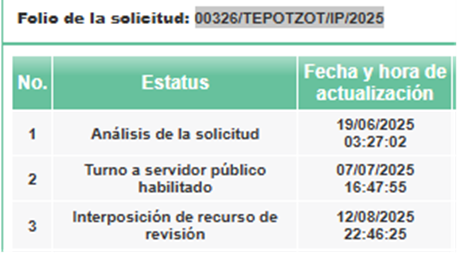 Folio de la solicitud: 00326/TEPOTZOT/IP/2025
No. Estatus Fecha y hora de
actualización
1 Análisis de la solicitud 19/06/2025
03:27:02
2 Turno a servidor público
habilitado 07/07/2025
16:47:55
3 Interposición de recurso de
revisión 12/08/2025
22:46:25